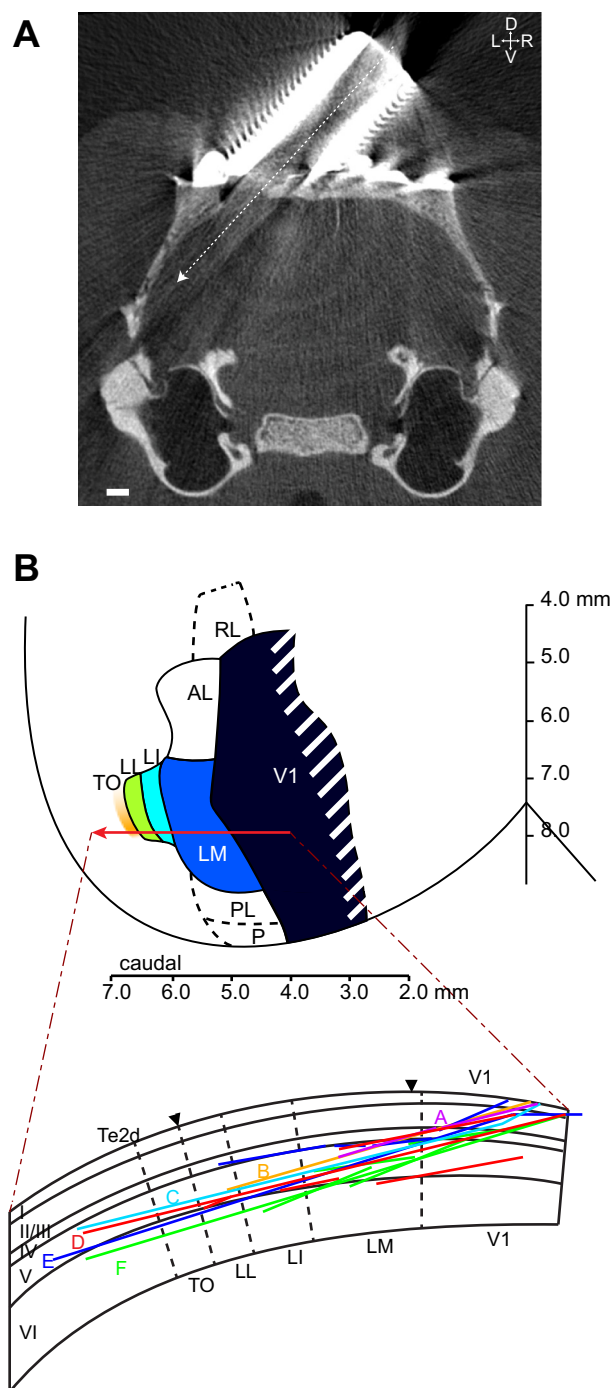 A
D
L R
V
B
4.0 mm
RL
5.0
AL
6.0
V1
7.0
TO LL LI
8.0
LM
PL
P
caudal
7.0 6.0 5.0 4.0 3.0 2.0 mm
V1
A
Te2d
B
C
I
II/III
D
IV
E
V
F
V1
LM
LI
LL
TO
VI